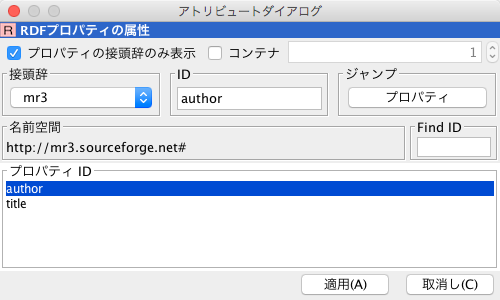 アトリビュートダイアログ
R RDFプロパティの属性
プロパティの接頭辞のみ表示 コンテナ 1
接頭辞 ID ジャンプ
mr3 author プロパティ
名前空間 Find ID
http://mr3.sourceforge.net#
プロパティ ID
author
title
適用(A) 取消し(C)